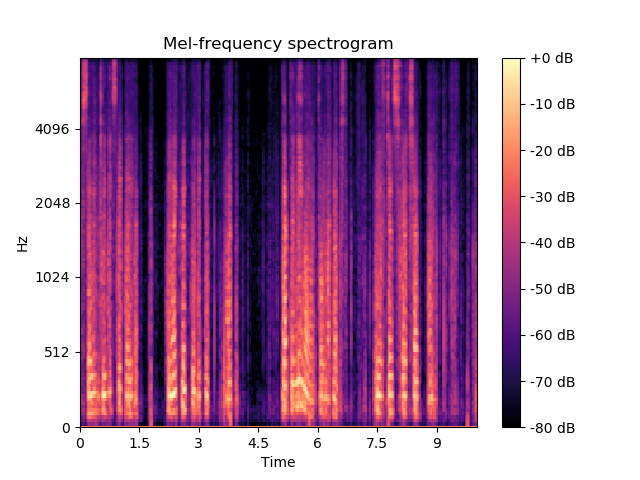 Mel-frequency spectrogram
+0 dB
-10 dB
-20 dB
-30 dB
-40 dB
-50 dB
-60 dB
-70 dB
-80 dB
Hz
4096
2048
1024
512
0
0 1.5 3 4.5 6 7.5 9
Time